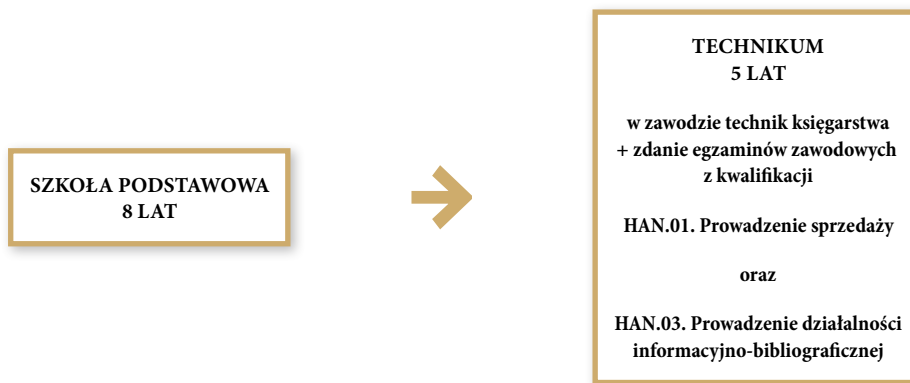 SZKOŁA PODSTAWOWA
8 LAT
TECHNIKUM
5 LAT
w zawodzie technik księgarstwa
+ zdanie egzaminów zawodowych
z kwalifikacji
HAN.01. Prowadzenie sprzedaży
oraz
HAN.03. Prowadzenie działalności
informacyjno-bibliograficznej